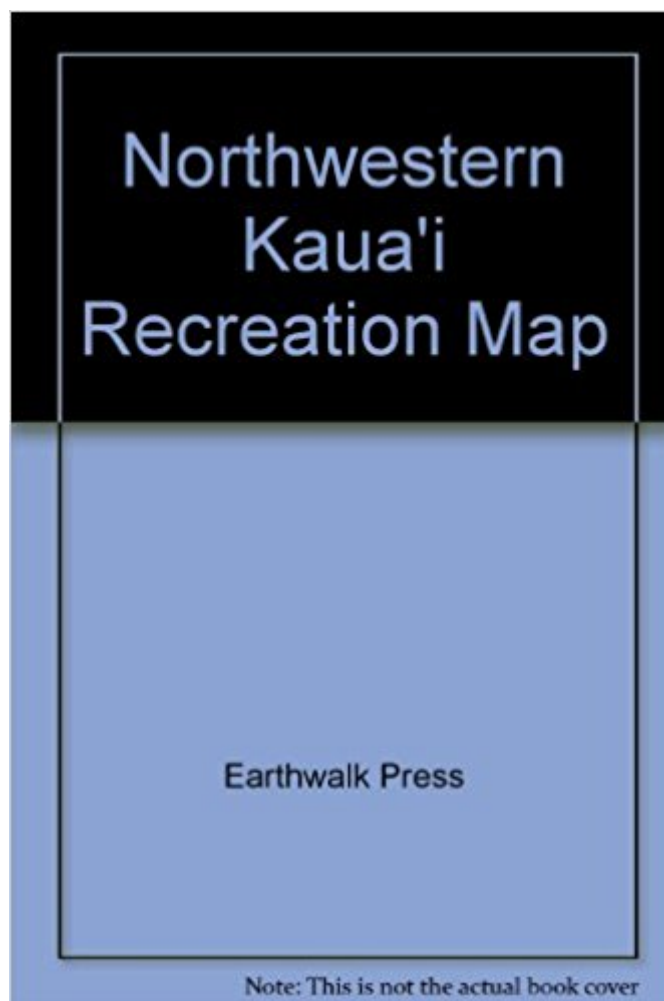 Northwestern
Kaua'i
Recreation Map
Earthwalk Press
Note: This is not the actual book cover